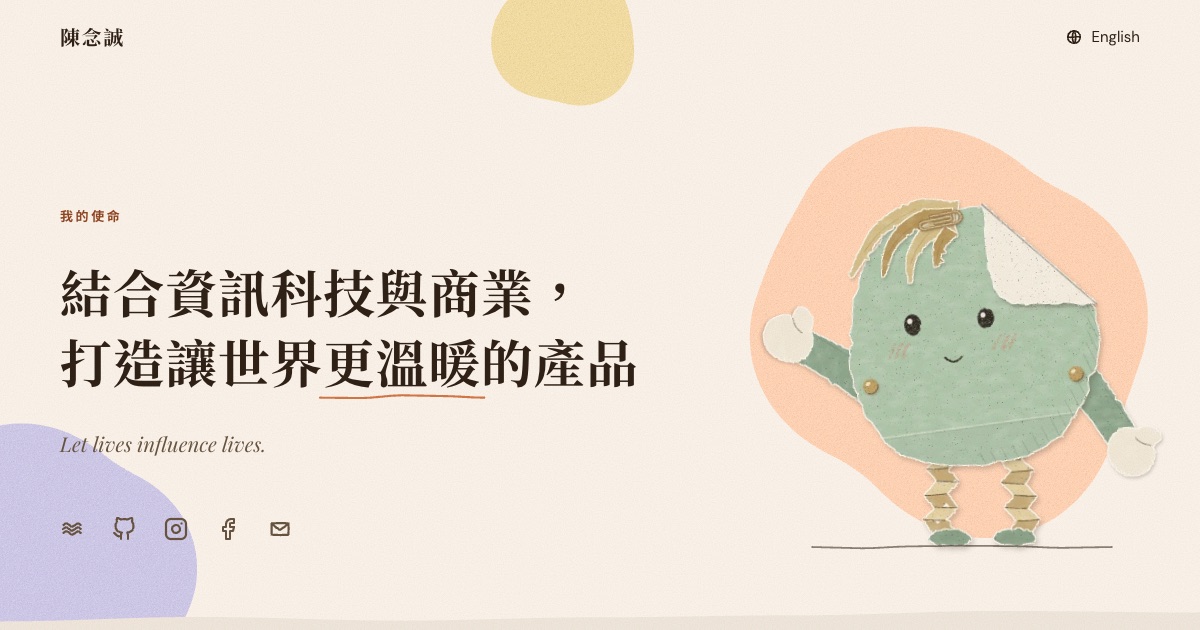 陳念誠
English
我的使命
結合資訊科技與商業，
打造讓世界更溫暖的產品
Let lives influence lives.